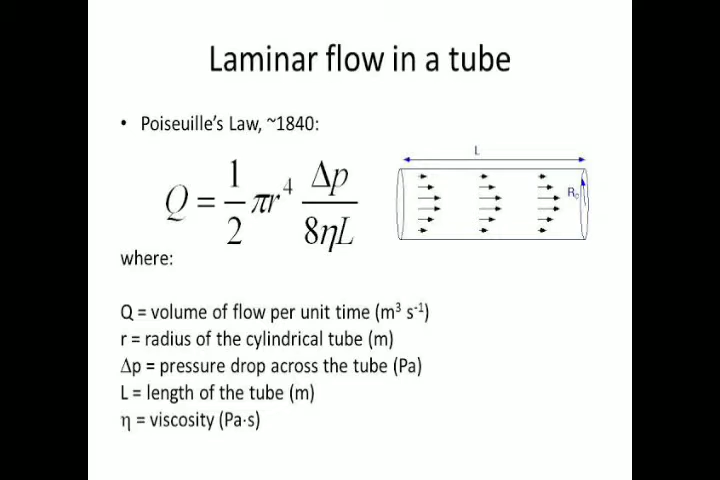 Laminar flow in a tube
• Poiseuille's Law, ~1840:
Q = 1/2 πr⁴ Δp/8ηL
L
R₀
where:
Q = volume of flow per unit time (m³ s⁻¹)
r = radius of the cylindrical tube (m)
Δp = pressure drop across the tube (Pa)
L = length of the tube (m)
η = viscosity (Pa·s)